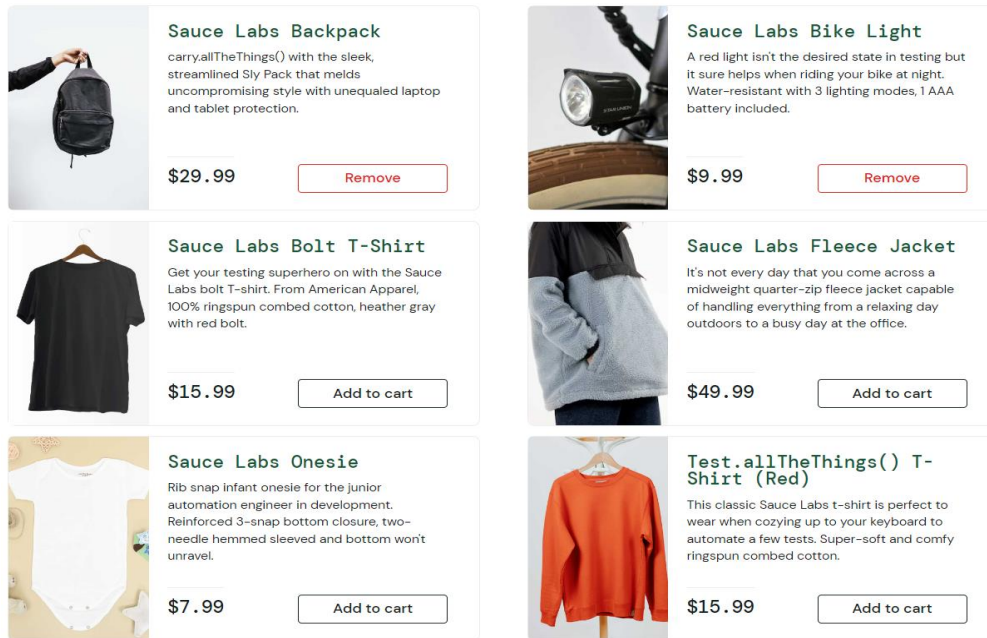 Sauce Labs Backpack
carry.allTheThings() with the sleek,
streamlined Sly Pack that melds
uncompromising style with unequaled laptop
and tablet protection.
$29.99
Remove
Sauce Labs Bike Light
A red light isn't the desired state in testing but
it sure helps when riding your bike at night.
Water-resistant with 3 lighting modes, 1 AAA
battery included.
$9.99
Remove
Sauce Labs Bolt T-Shirt
Get your testing superhero on with the Sauce
Labs bolt T-shirt. From American Apparel,
100% ringspun combed cotton, heather gray
with red bolt.
$15.99
Add to cart
Sauce Labs Fleece Jacket
It's not every day that you come across a
midweight quarter-zip fleece jacket capable
of handling everything from a relaxing day
outdoors to a busy day at the office.
$49.99
Add to cart
Sauce Labs Onesie
Rib snap infant onesie for the junior
automation engineer in development.
Reinforced 3-snap bottom closure, two-
needle hemmed sleeved and bottom won't
unravel.
$7.99
Add to cart
Test.allTheThings() T-
Shirt (Red)
This classic Sauce Labs t-shirt is perfect to
wear when cozying up to your keyboard to
automate a few tests. Super-soft and comfy
ringspun combed cotton.
$15.99
Add to cart